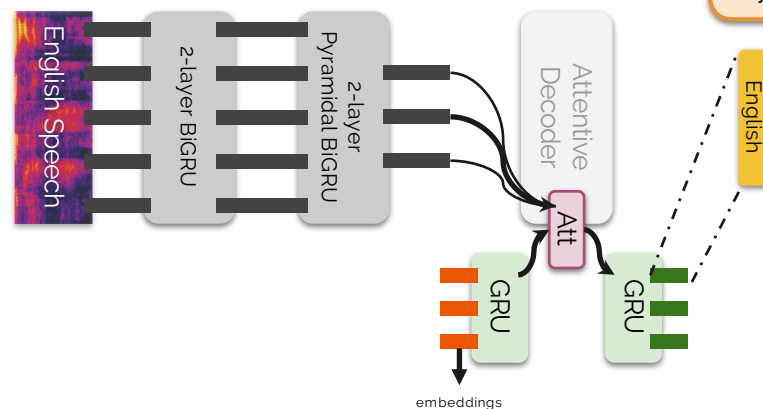 English Speech
2-layer BiGRU
2-layer
Pyramidal BiGRU
Attentive
Decoder
Att
GRU
GRU
English
embeddings